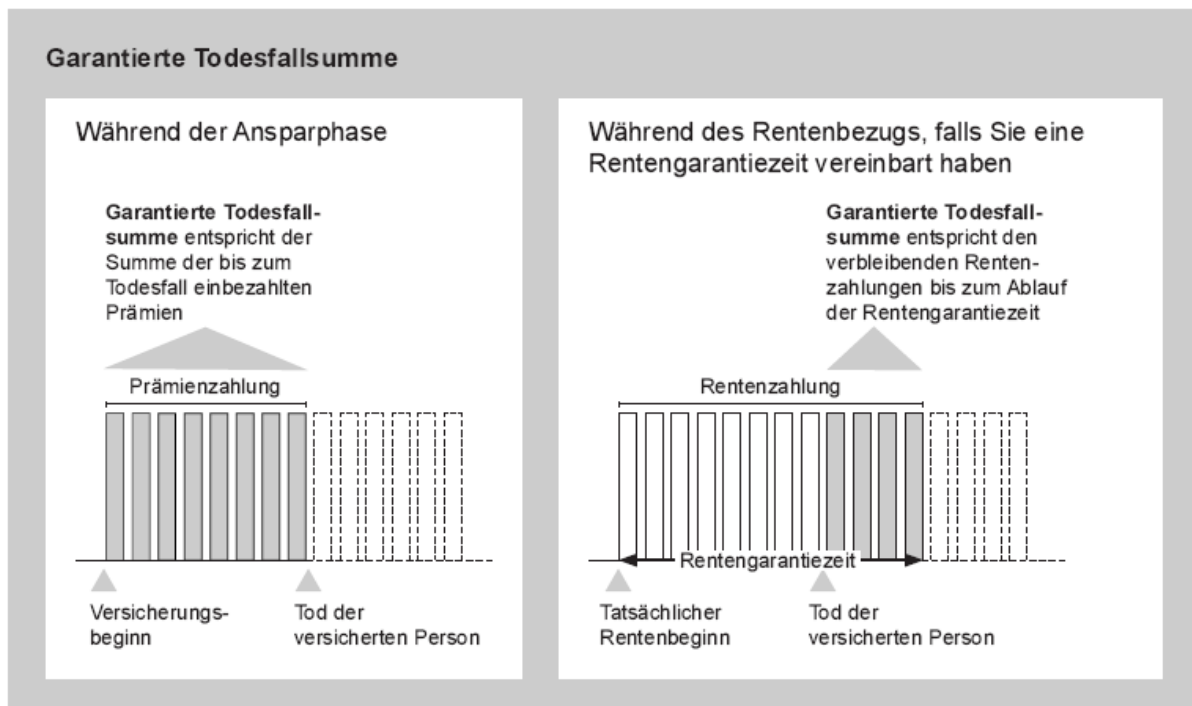 Garantierte Todesfallsumme
Während der Ansparphase
Garantierte Todesfall-
summe entspricht der
Summe der bis zum
Todesfall einbezahlten
Prämien
Prämienzahlung
Versicherungs-
beginn
Tod der
versicherten Person
Während des Rentenbezugs, falls Sie eine
Rentengarantiezeit vereinbart haben
Garantierte Todesfall-
summe entspricht den
verbleibenden Renten-
zahlungen bis zum Ablauf
der Rentengarantiezeit
Rentenzahlung
Rentengarantiezeit
Tatsächlicher
Rentenbeginn
Tod der
versicherten Person